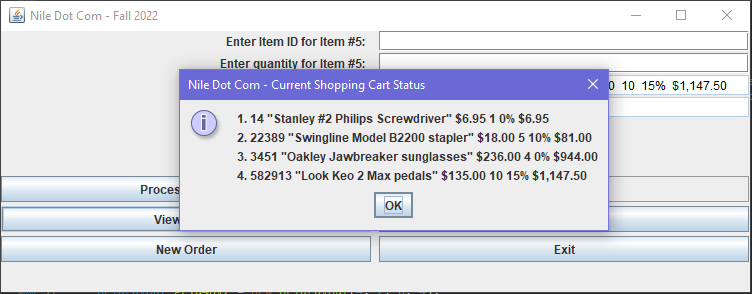 Nile Dot Com - Fall 2022
Enter Item ID for Item #5:
Enter quantity for Item #5:
Nile Dot Com - Current Shopping Cart Status
10 15% $1,147.50
1. 14 "Stanley #2 Philips Screwdriver" $6.95 1 0% $6.95
2. 22389 "Swingline Model B2200 stapler" $18.00 5 10% $81.00
3. 3451 "Oakley Jawbreaker sunglasses" $236.00 4 0% $944.00
4. 582913 "Look Keo 2 Max pedals" $135.00 10 15% $1,147.50
Process
OK
View
New Order
Exit